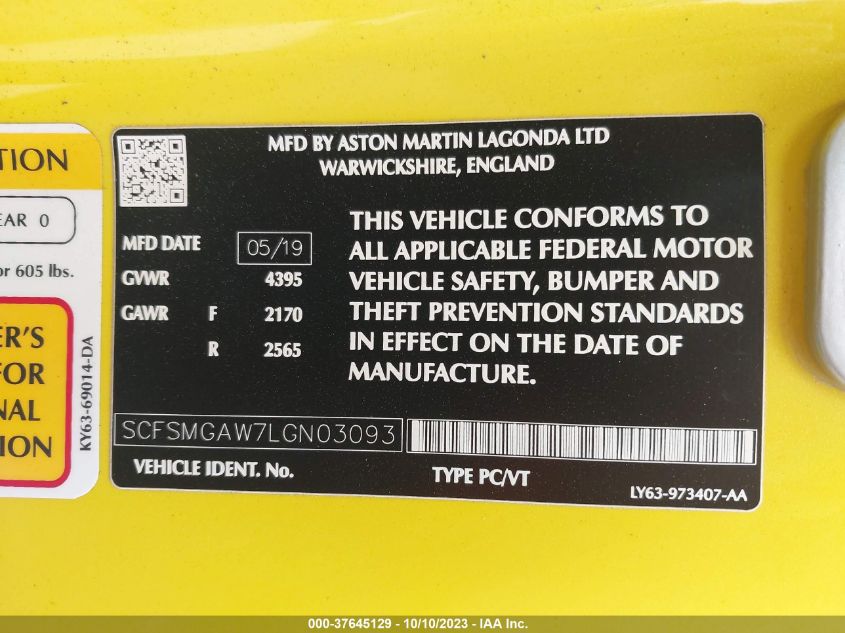 TION
EAR 0
or 605 lbs.
ER'S
FOR
NAL
TION
KY63-69014-DA
MFD BY ASTON MARTIN LAGONDA LTD
WARWICKSHIRE, ENGLAND
MFD DATE 05/19
GVWR 4395
GAWR F 2170
R 2565
THIS VEHICLE CONFORMS TO
ALL APPLICABLE FEDERAL MOTOR
VEHICLE SAFETY, BUMPER AND
THEFT PREVENTION STANDARDS
IN EFFECT ON THE DATE OF
MANUFACTURE.
SCFSMGAW7LGN03093
VEHICLE IDENT. No.
TYPE PC/VT
LY63-973407-AA
000-37645129 - 10/10/2023 - IAA Inc.